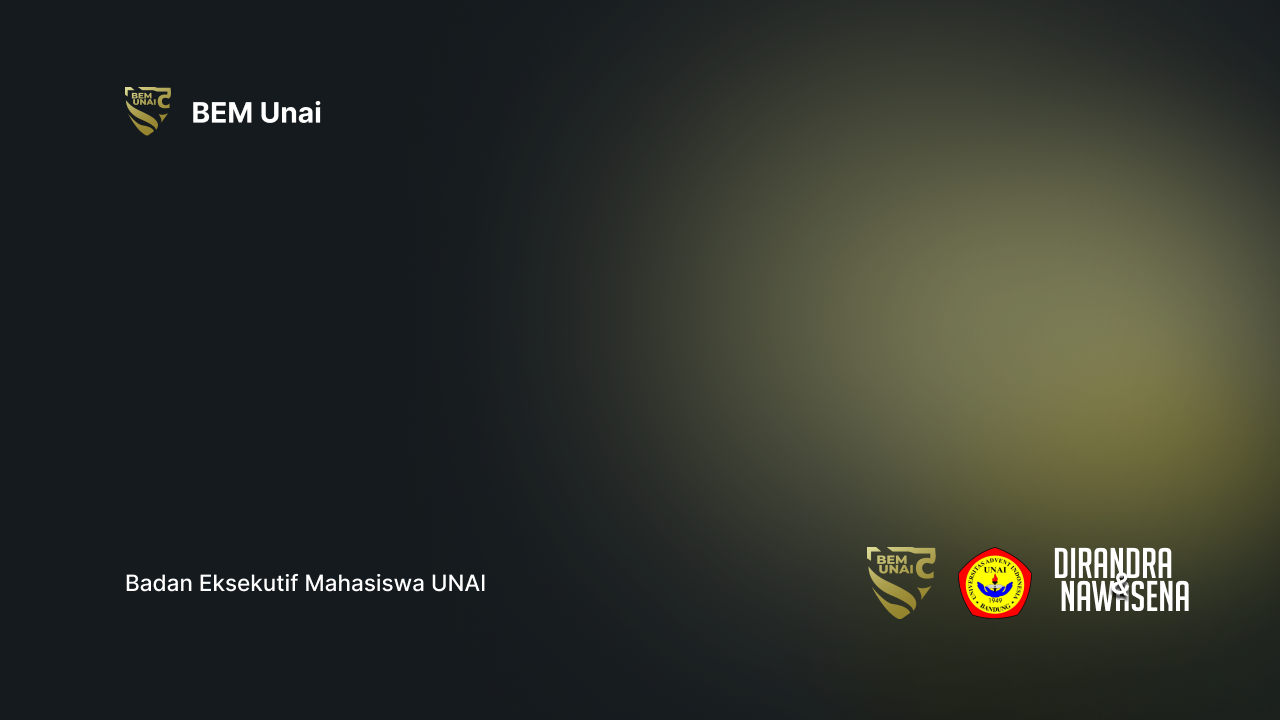 BEM
UNAI
BEM Unai
Badan Eksekutif Mahasiswa UNAI
BEM
UNAI
UNIVERSITAS ADVENT INDONESIA
UNAI
1949
BANDUNG
DIRANDRA
&
NAWASENA